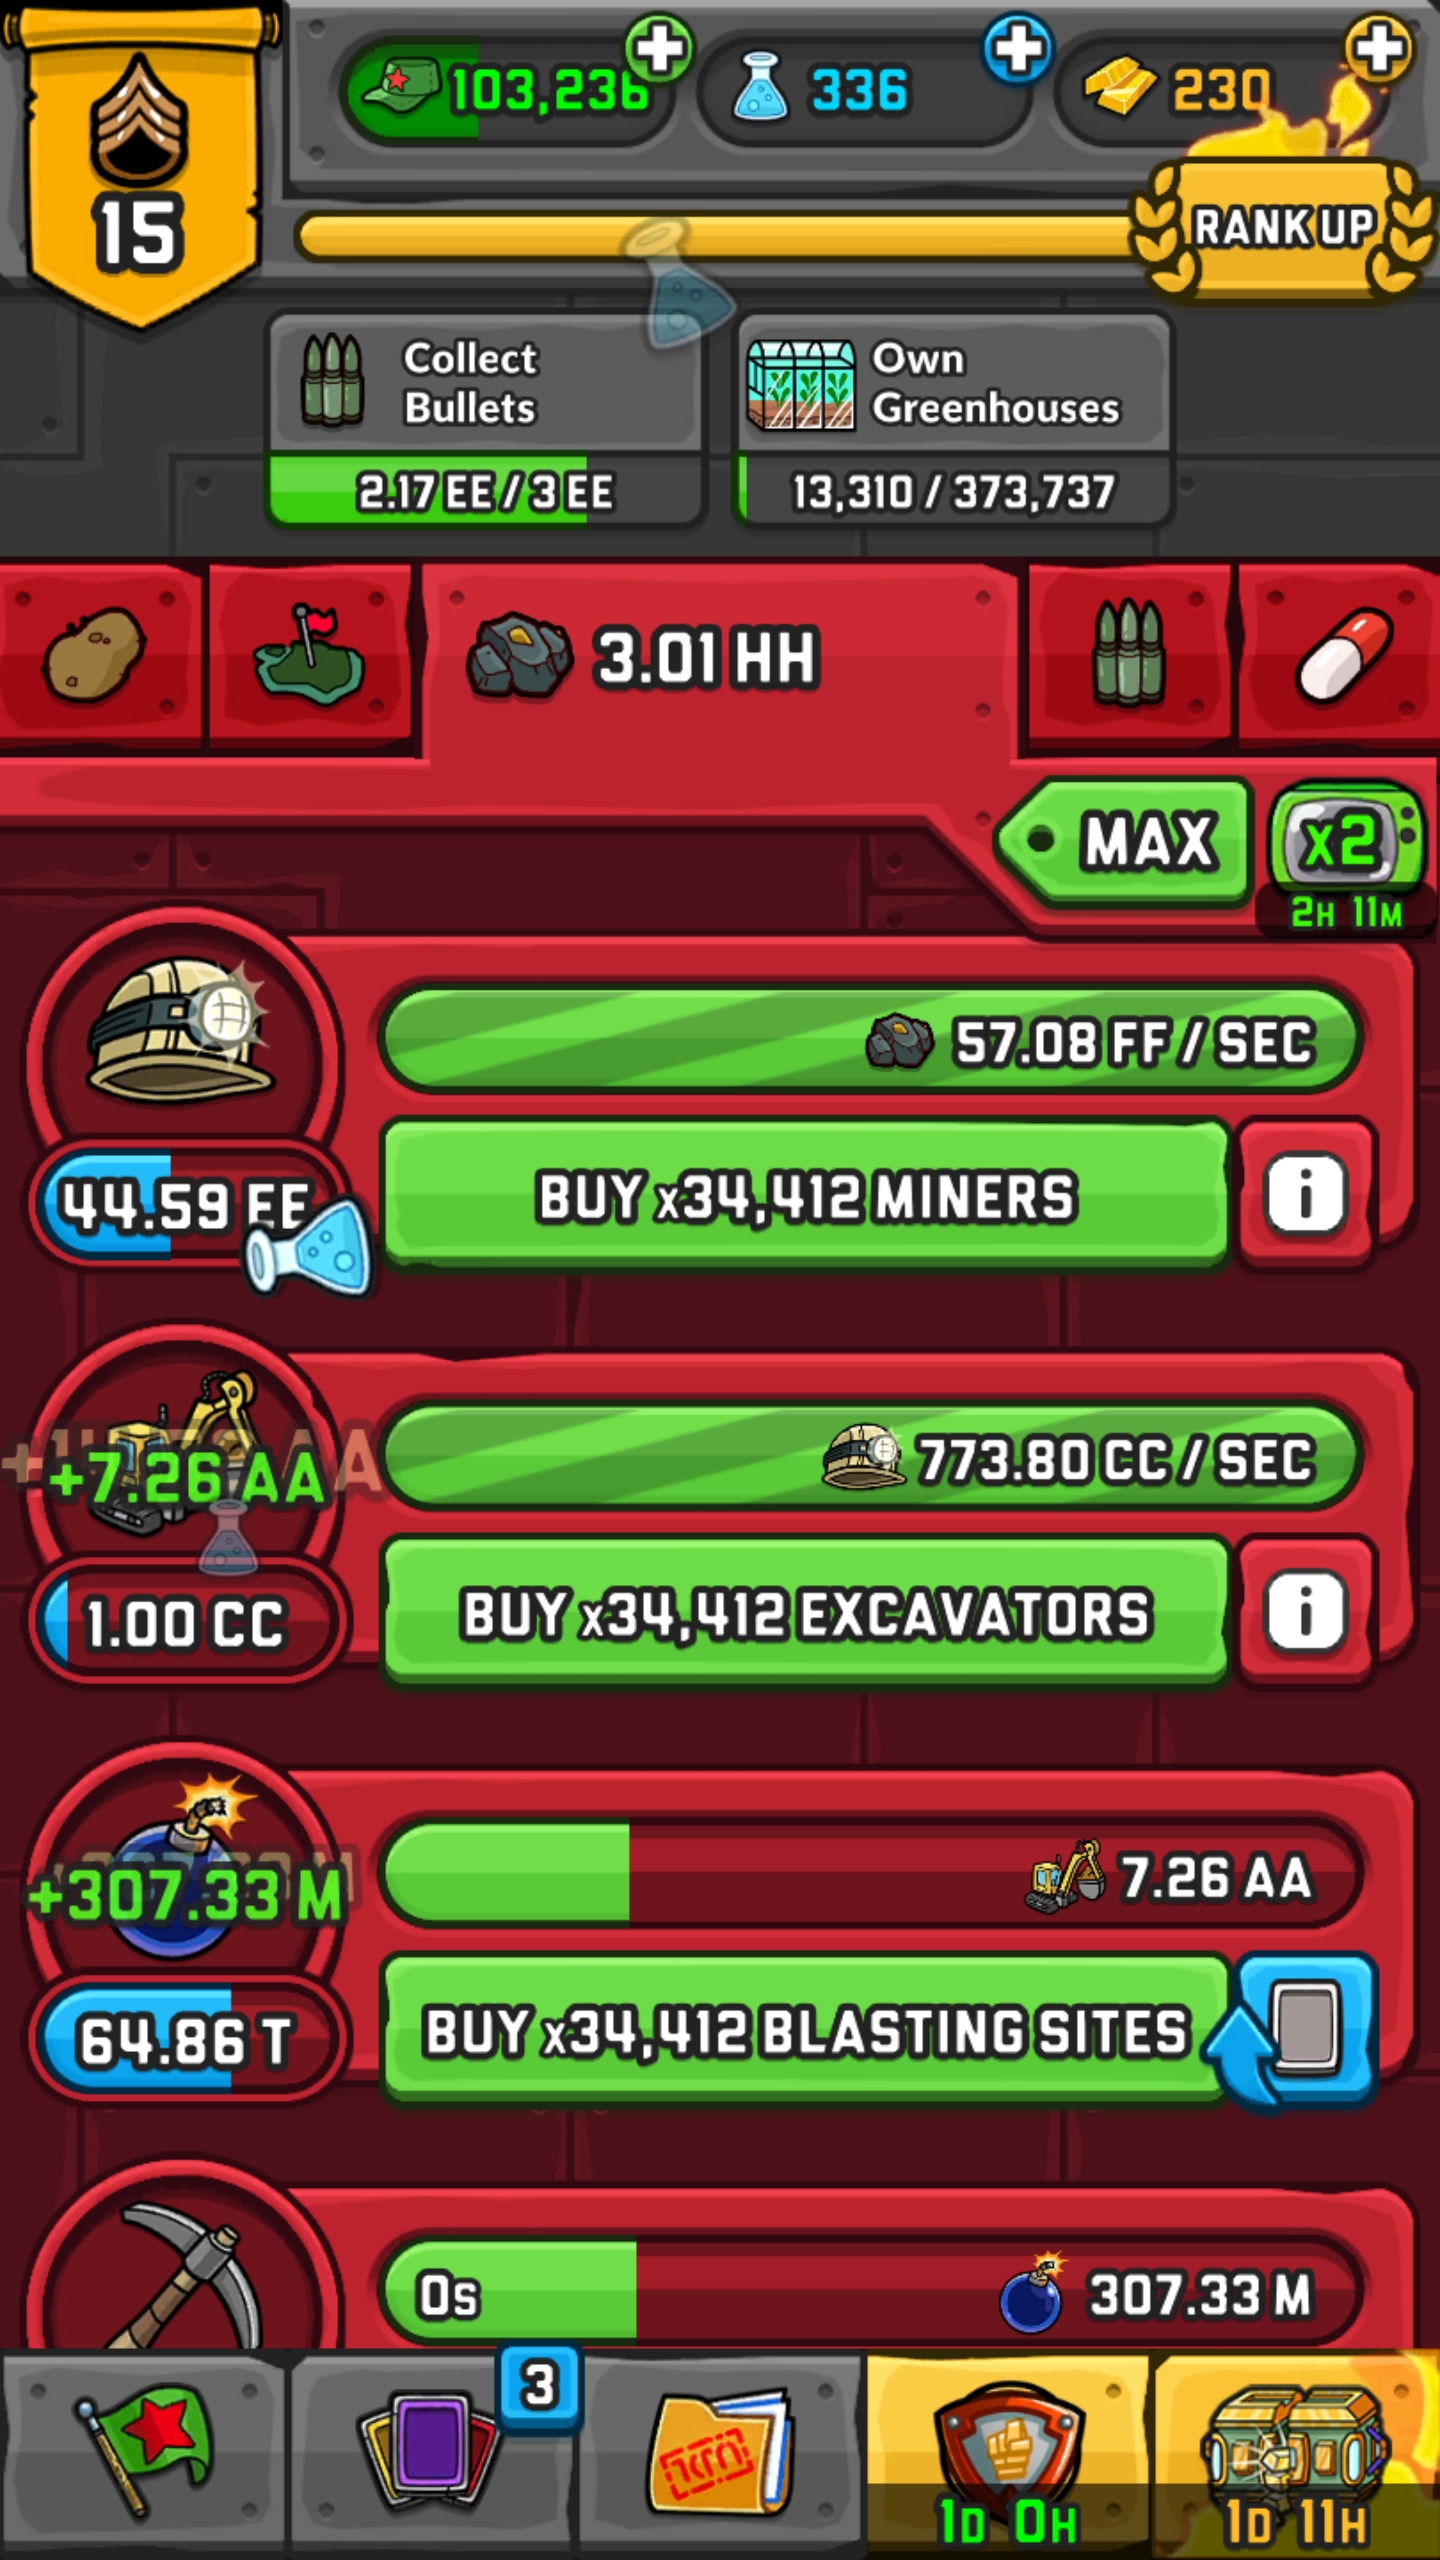 15
103,236
336
230
RANK UP
Collect
Bullets
2.17 EE / 3 EE
Own
Greenhouses
13,310 / 373,737
3.01 HH
MAX
x2
2H 11M
57.08 FF / SEC
44.59 EE
BUY x34,412 MINERS
i
+7.26 AA
773.80 CC / SEC
1.00 CC
BUY x34,412 EXCAVATORS
i
+307.33 M
7.26 AA
64.86 T
BUY x34,412 BLASTING SITES
0s
307.33 M
3
1D 0H
1D 11H